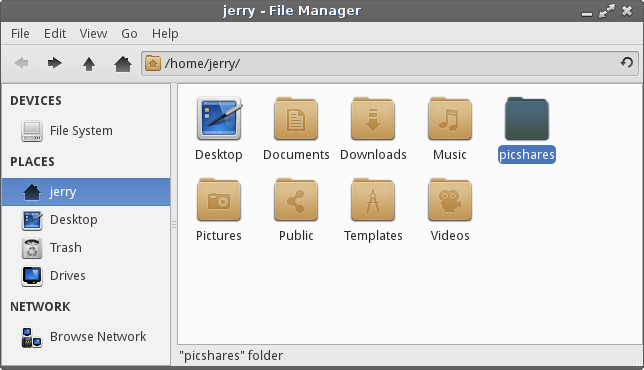 jerry - File Manager
File Edit View Go Help
/home/jerry/
DEVICES
File System
PLACES
jerry
Desktop
Trash
Drives
NETWORK
Browse Network
Desktop Documents Downloads Music picshares
Pictures Public Templates Videos
"picshares" folder